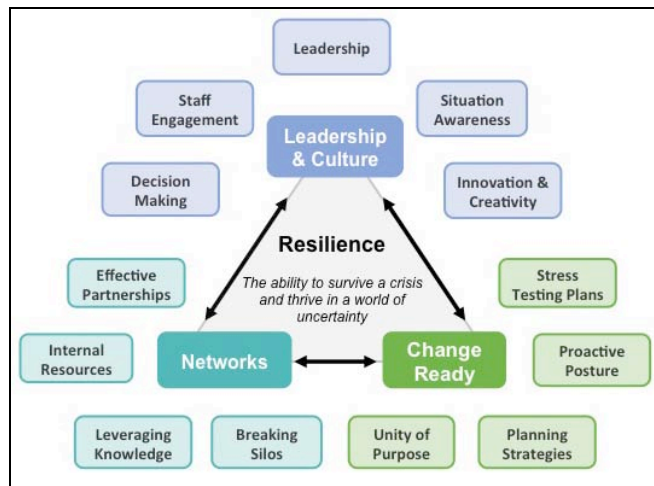 Leadership
Staff
Engagement
Situation
Awareness
Leadership
& Culture
Decision
Making
Innovation &
Creativity
Resilience
The ability to survive a crisis
and thrive in a world of
uncertainty
Effective
Partnerships
Stress
Testing Plans
Internal
Resources
Networks
Change
Ready
Proactive
Posture
Leveraging
Knowledge
Breaking
Silos
Unity of
Purpose
Planning
Strategies